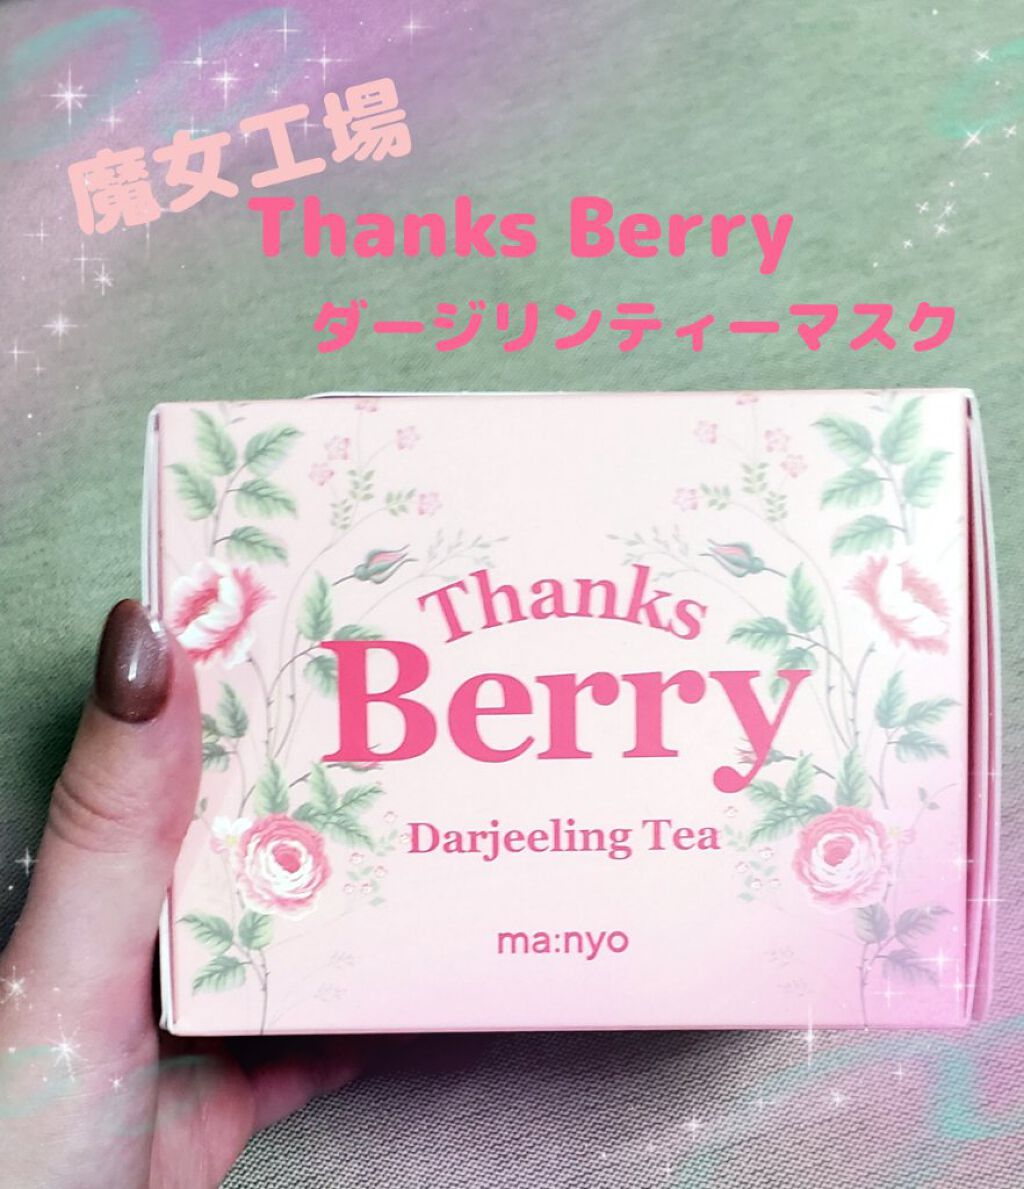 魔女工場
Thanks Berry
ダージリンティーマスク
Thanks
Berry
Darjeeling Tea
ma:nyo